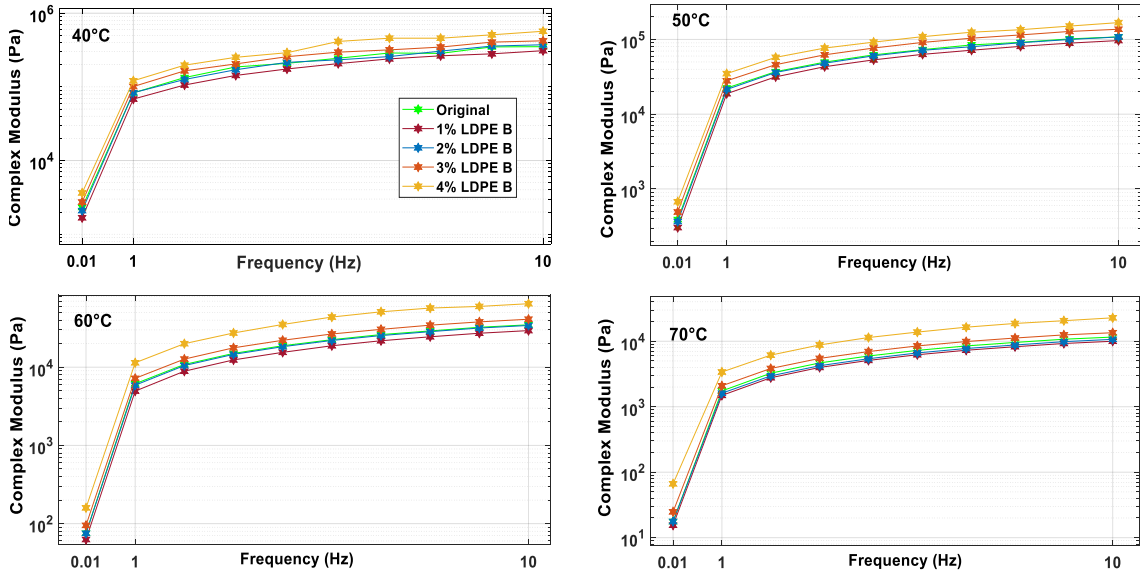 40°C
Complex Modulus (Pa)
10^6
10^4
Original
1% LDPE B
2% LDPE B
3% LDPE B
4% LDPE B
0.01 1 10
Frequency (Hz)
50°C
Complex Modulus (Pa)
10^5
10^4
10^3
0.01 1 10
Frequency (Hz)
60°C
Complex Modulus (Pa)
10^4
10^3
10^2
0.01 1 10
Frequency (Hz)
70°C
Complex Modulus (Pa)
10^4
10^3
10^2
10^1
0.01 1 10
Frequency (Hz)